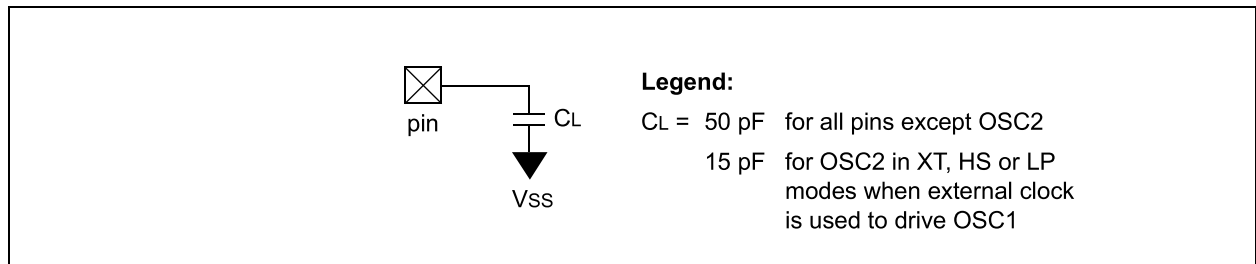 Legend:
pin
CL
VSS
CL = 50 pF for all pins except OSC2
15 pF for OSC2 in XT, HS or LP
modes when external clock
is used to drive OSC1